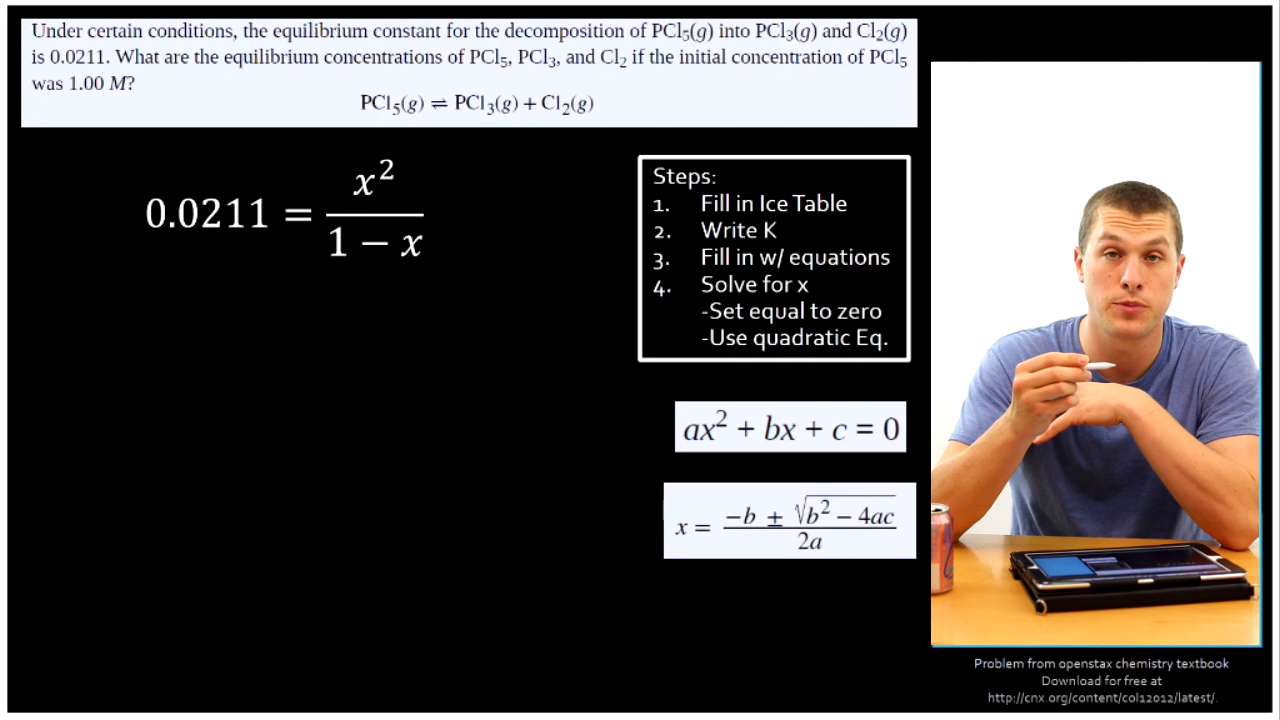 Under certain conditions, the equilibrium constant for the decomposition of PCl₅(g) into PCl₃(g) and Cl₂(g)
is 0.0211. What are the equilibrium concentrations of PCl₅, PCl₃, and Cl₂ if the initial concentration of PCl₅
was 1.00 M?
PCl₅(g) ⇌ PCl₃(g) + Cl₂(g)
0.0211 = x² / (1 − x)
Steps:
1. Fill in Ice Table
2. Write K
3. Fill in w/ equations
4. Solve for x
-Set equal to zero
-Use quadratic Eq.
ax² + bx + c = 0
x = (−b ± √(b² − 4ac)) / 2a
Problem from openstax chemistry textbook
Download for free at
http://cnx.org/content/col12012/latest/.